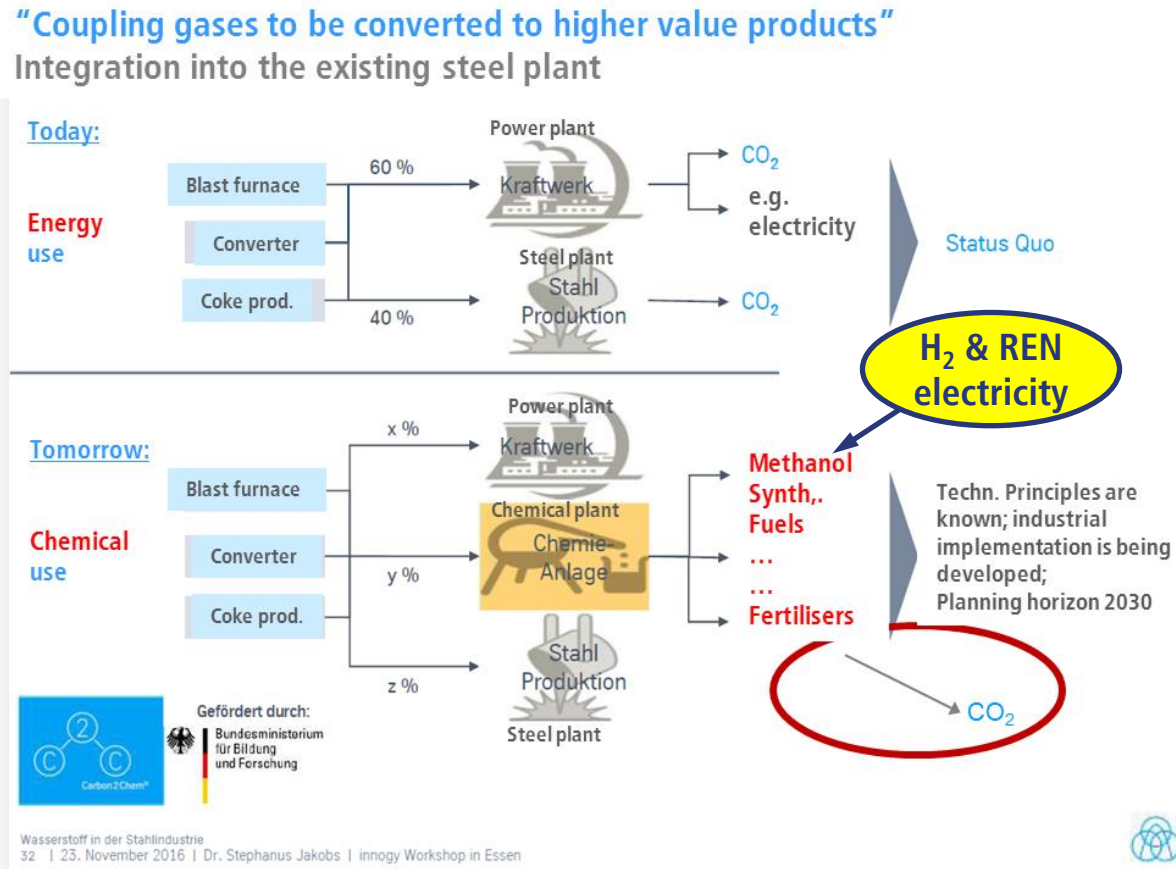 “Coupling gases to be converted to higher value products”
Integration into the existing steel plant
Today:
Energy
use
Blast furnace
Converter
Coke prod.
60 %
40 %
Power plant
Kraftwerk
Steel plant
Stahl
Produktion
CO₂
e.g.
electricity
CO₂
Status Quo
H₂ & REN
electricity
Tomorrow:
Chemical
use
Blast furnace
Converter
Coke prod.
x %
y %
z %
Power plant
Kraftwerk
Chemical plant
Chemie-
Anlage
Stahl
Produktion
Steel plant
Methanol
Synth,.
Fuels
...
...
Fertilisers
Techn. Principles are
known; industrial
implementation is being
developed;
Planning horizon 2030
CO₂
C 2 C
Carbon2Chem®
Gefördert durch:
Bundesministerium
für Bildung
und Forschung
Wasserstoff in der Stahlindustrie
32 | 23. November 2016 | Dr. Stephanus Jakobs | innogy Workshop in Essen